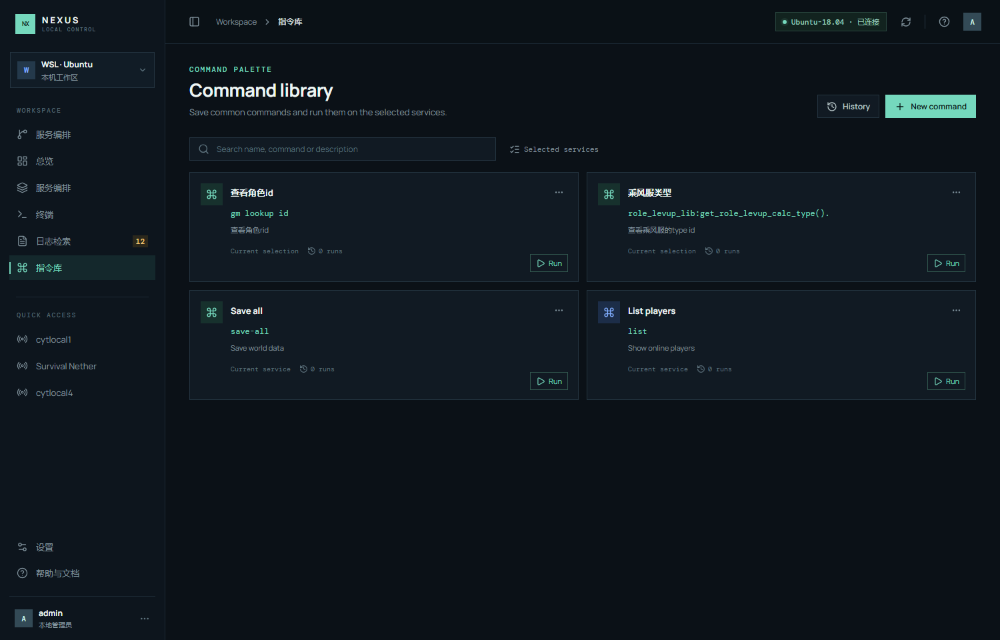 NX
NEXUS
LOCAL CONTROL
W
WSL · Ubuntu
本机工作区
WORKSPACE
服务编排
总览
服务编排
终端
日志检索 12
指令库
QUICK ACCESS
cytlocal1
Survival Nether
cytlocal4
设置
帮助与文档
A
admin
本地管理员
Workspace > 指令库
Ubuntu-18.04 · 已连接
A
COMMAND PALETTE
Command library
Save common commands and run them on the selected services.
History
New command
Search name, command or description
Selected services
查看角色id
gm lookup id
查看角色rid
Current selection 0 runs
Run
乘风服类型
role_levup_lib:get_role_levup_calc_type().
查看乘风服的type id
Current selection 0 runs
Run
Save all
save-all
Save world data
Current service 0 runs
Run
List players
list
Show online players
Current service 0 runs
Run